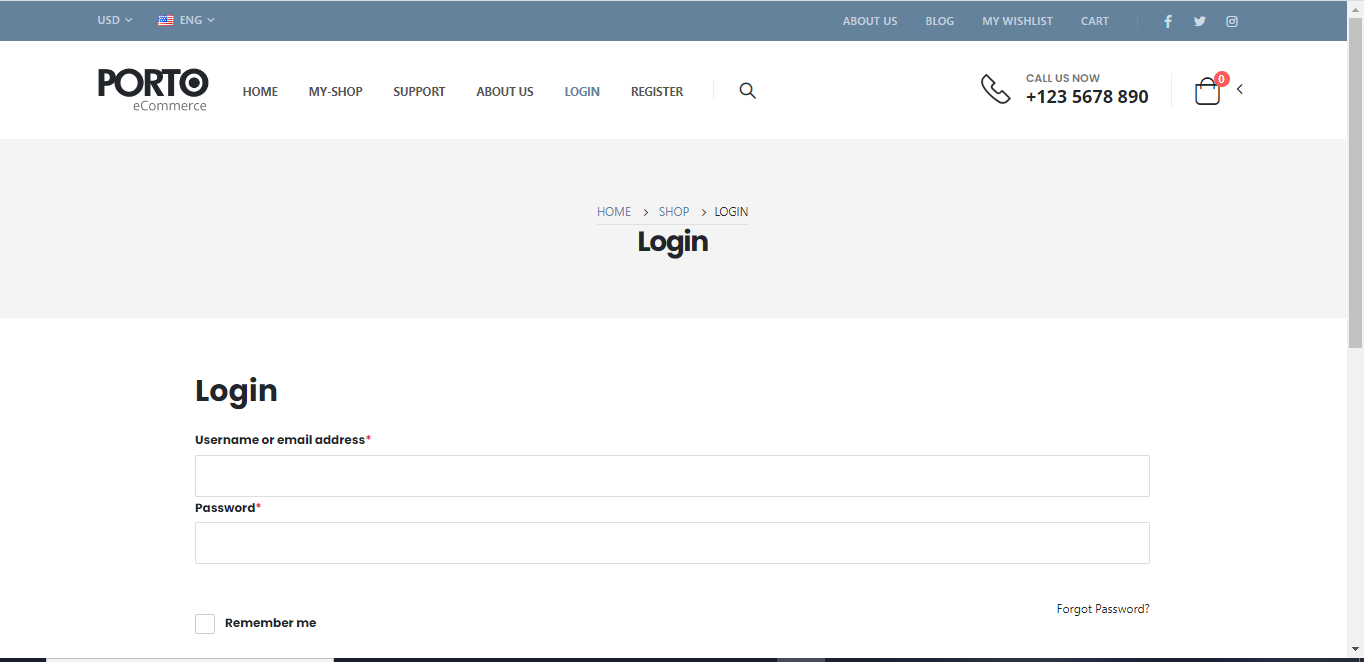 USD ENG ABOUT US BLOG MY WISHLIST CART
PORTO
eCommerce
HOME MY-SHOP SUPPORT ABOUT US LOGIN REGISTER
CALL US NOW
+123 5678 890
0
HOME > SHOP > LOGIN
Login
Login
Username or email address*
Password*
Forgot Password?
Remember me